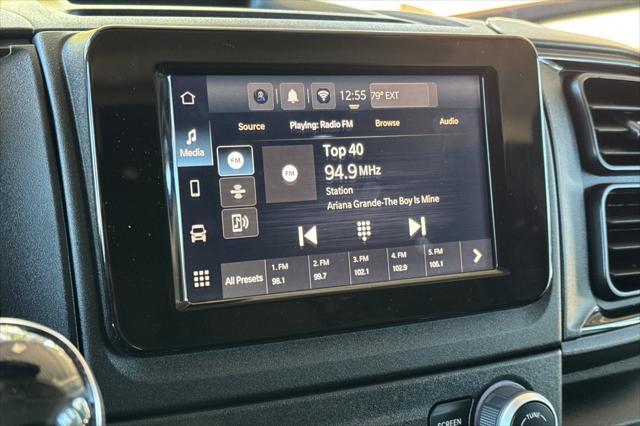 12:55 79° EXT
Source Playing: Radio FM Browse Audio
Media
FM
FM
Top 40
94.9 MHz
Station
Ariana Grande-The Boy Is Mine
All Presets
1. FM 2. FM 3. FM 4. FM 5. FM
98.1 99.7 102.1 102.9 106.1
SCREEN
TUNE